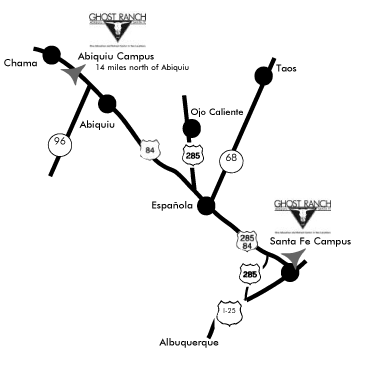 GHOST RANCH
Abiquiu Campus
14 miles north of Abiquiu
Chama
Taos
Abiquiu
Ojo Caliente
96
84
285
68
Española
GHOST RANCH
285
84
Santa Fe Campus
285
I-25
Albuquerque